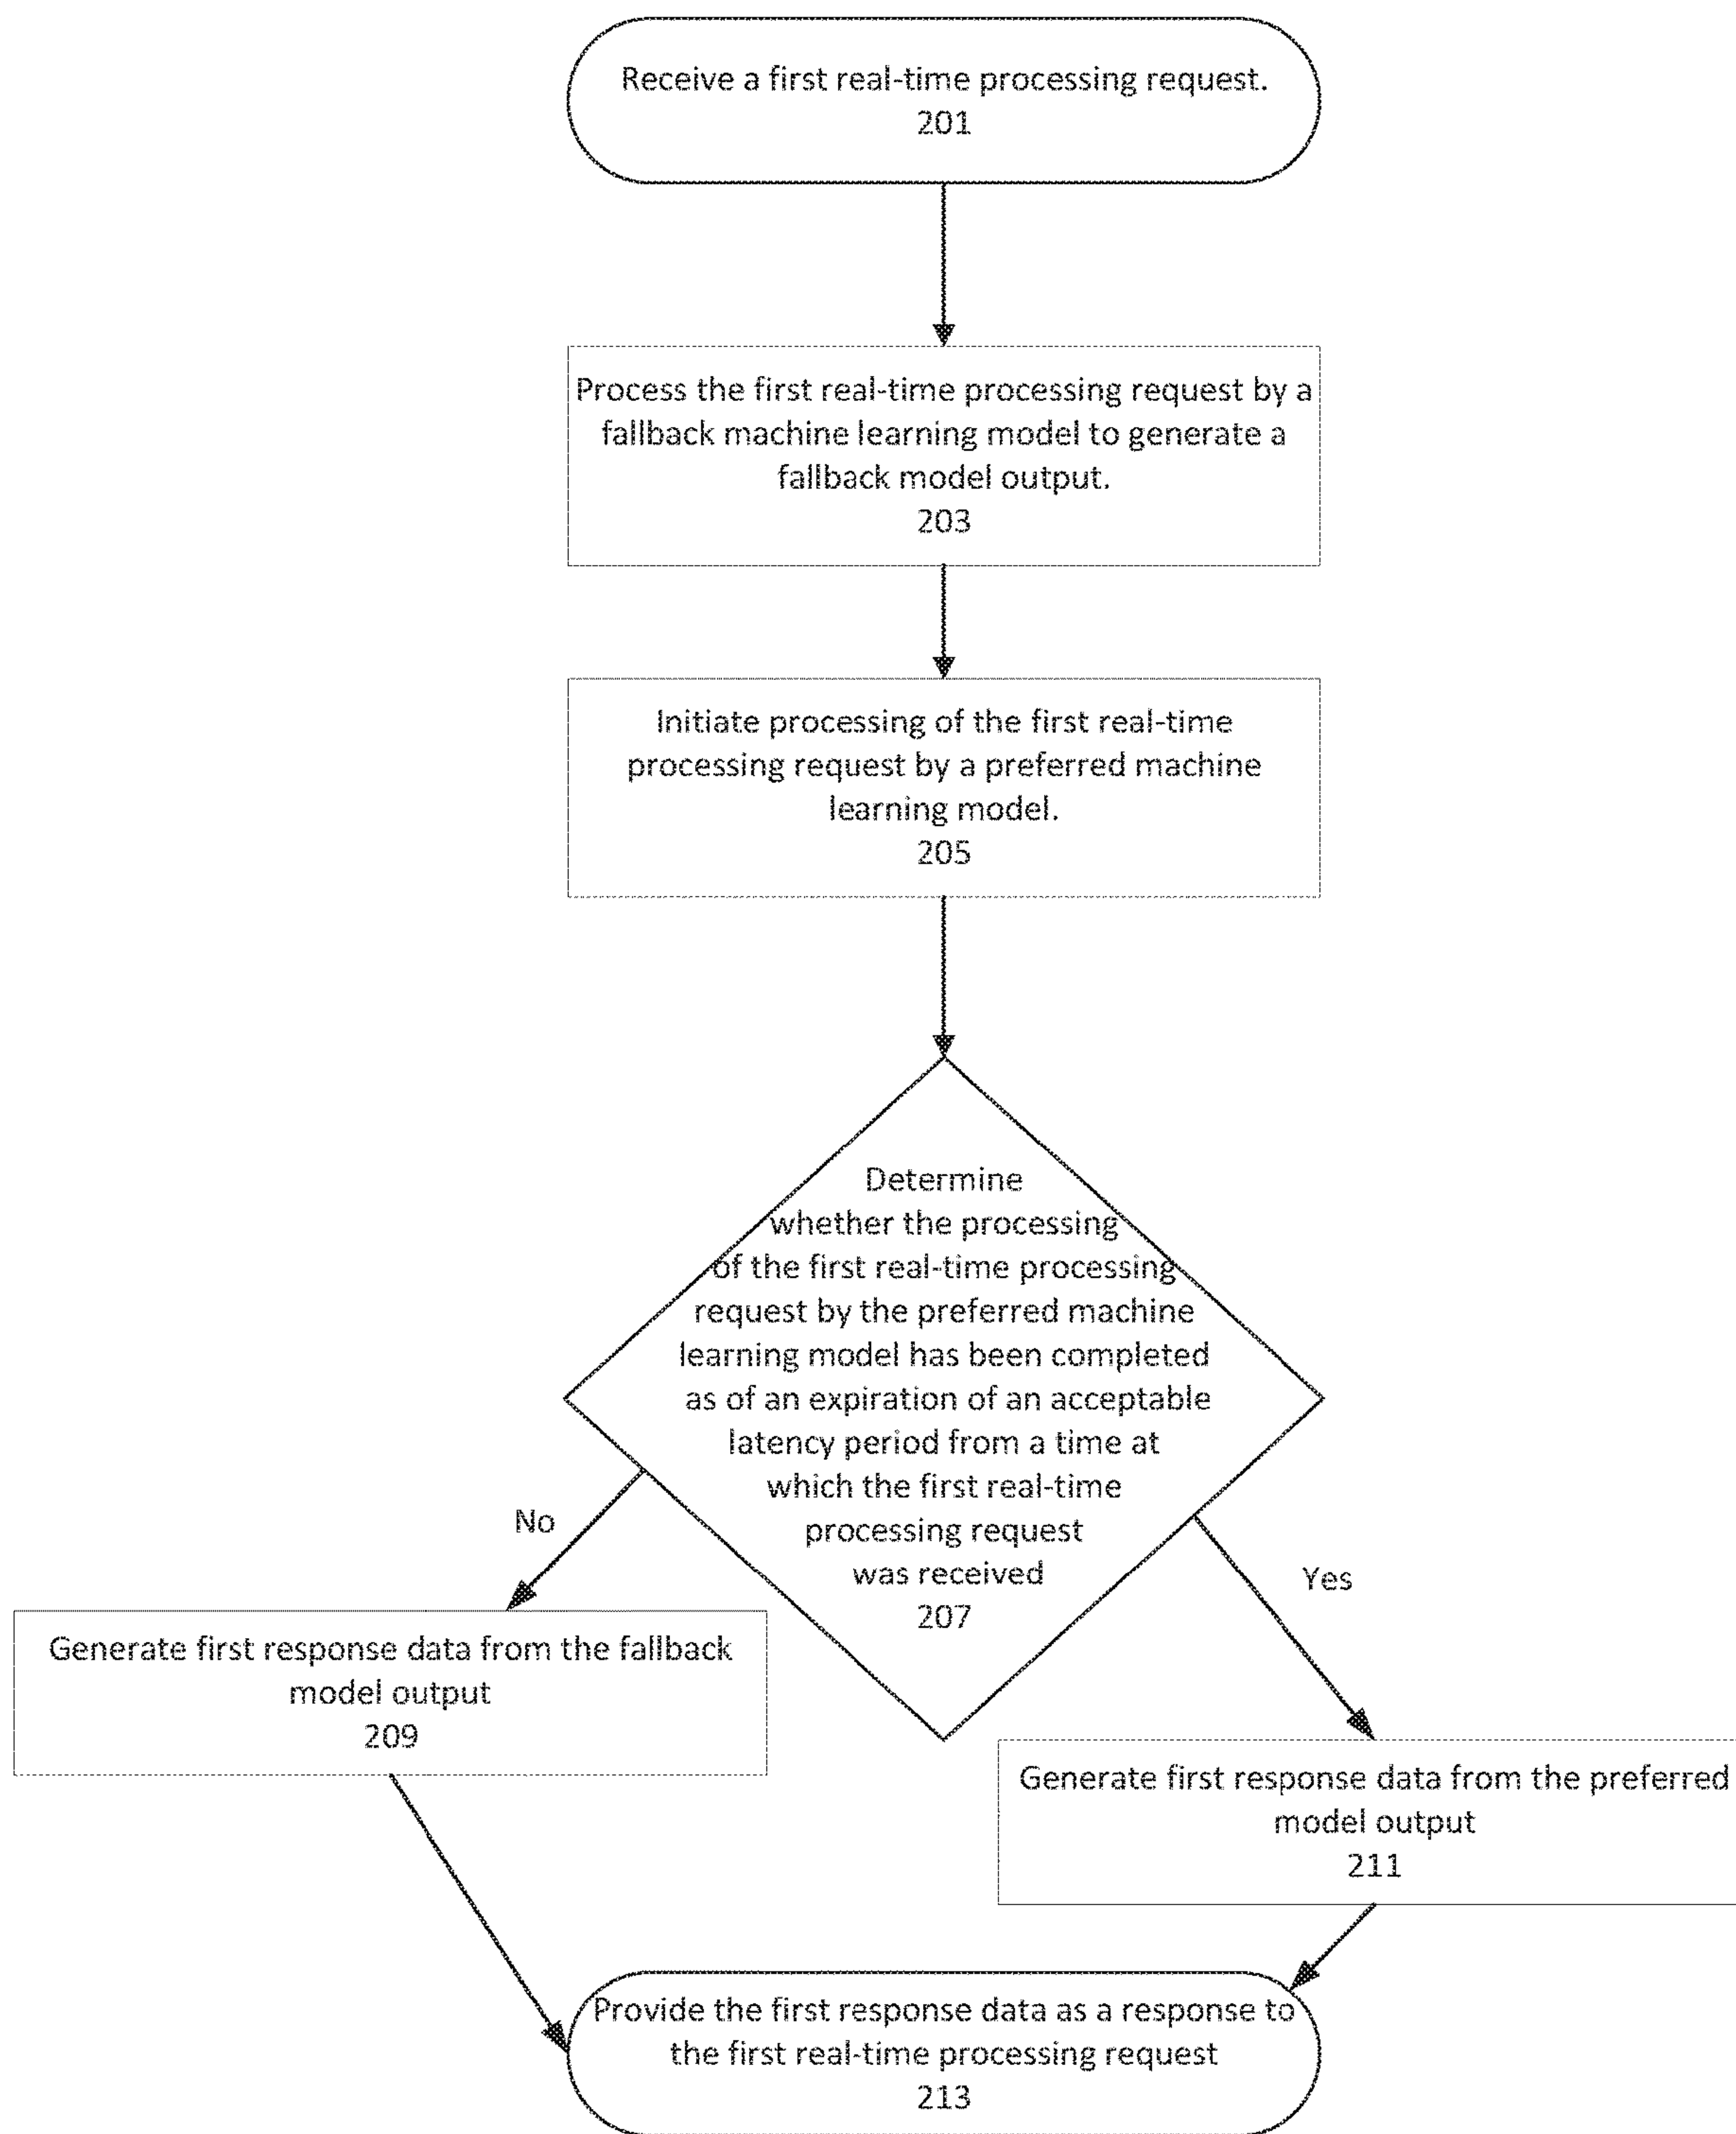 Receive a first real-time processing request.
201
Process the first real-time processing request by a
fallback machine learning model to generate a
fallback model output.
203
Initiate processing of the first real-time
processing request by a preferred machine
learning model.
205
Determine
whether the processing
of the first real-time processing
request by the preferred machine
learning model has been completed
as of an expiration of an acceptable
latency period from a time at
which the first real-time
processing request
was received
207
No
Yes
Generate first response data from the fallback
model output
209
Generate first response data from the preferred
model output
211
Provide the first response data as a response to
the first real-time processing request
213